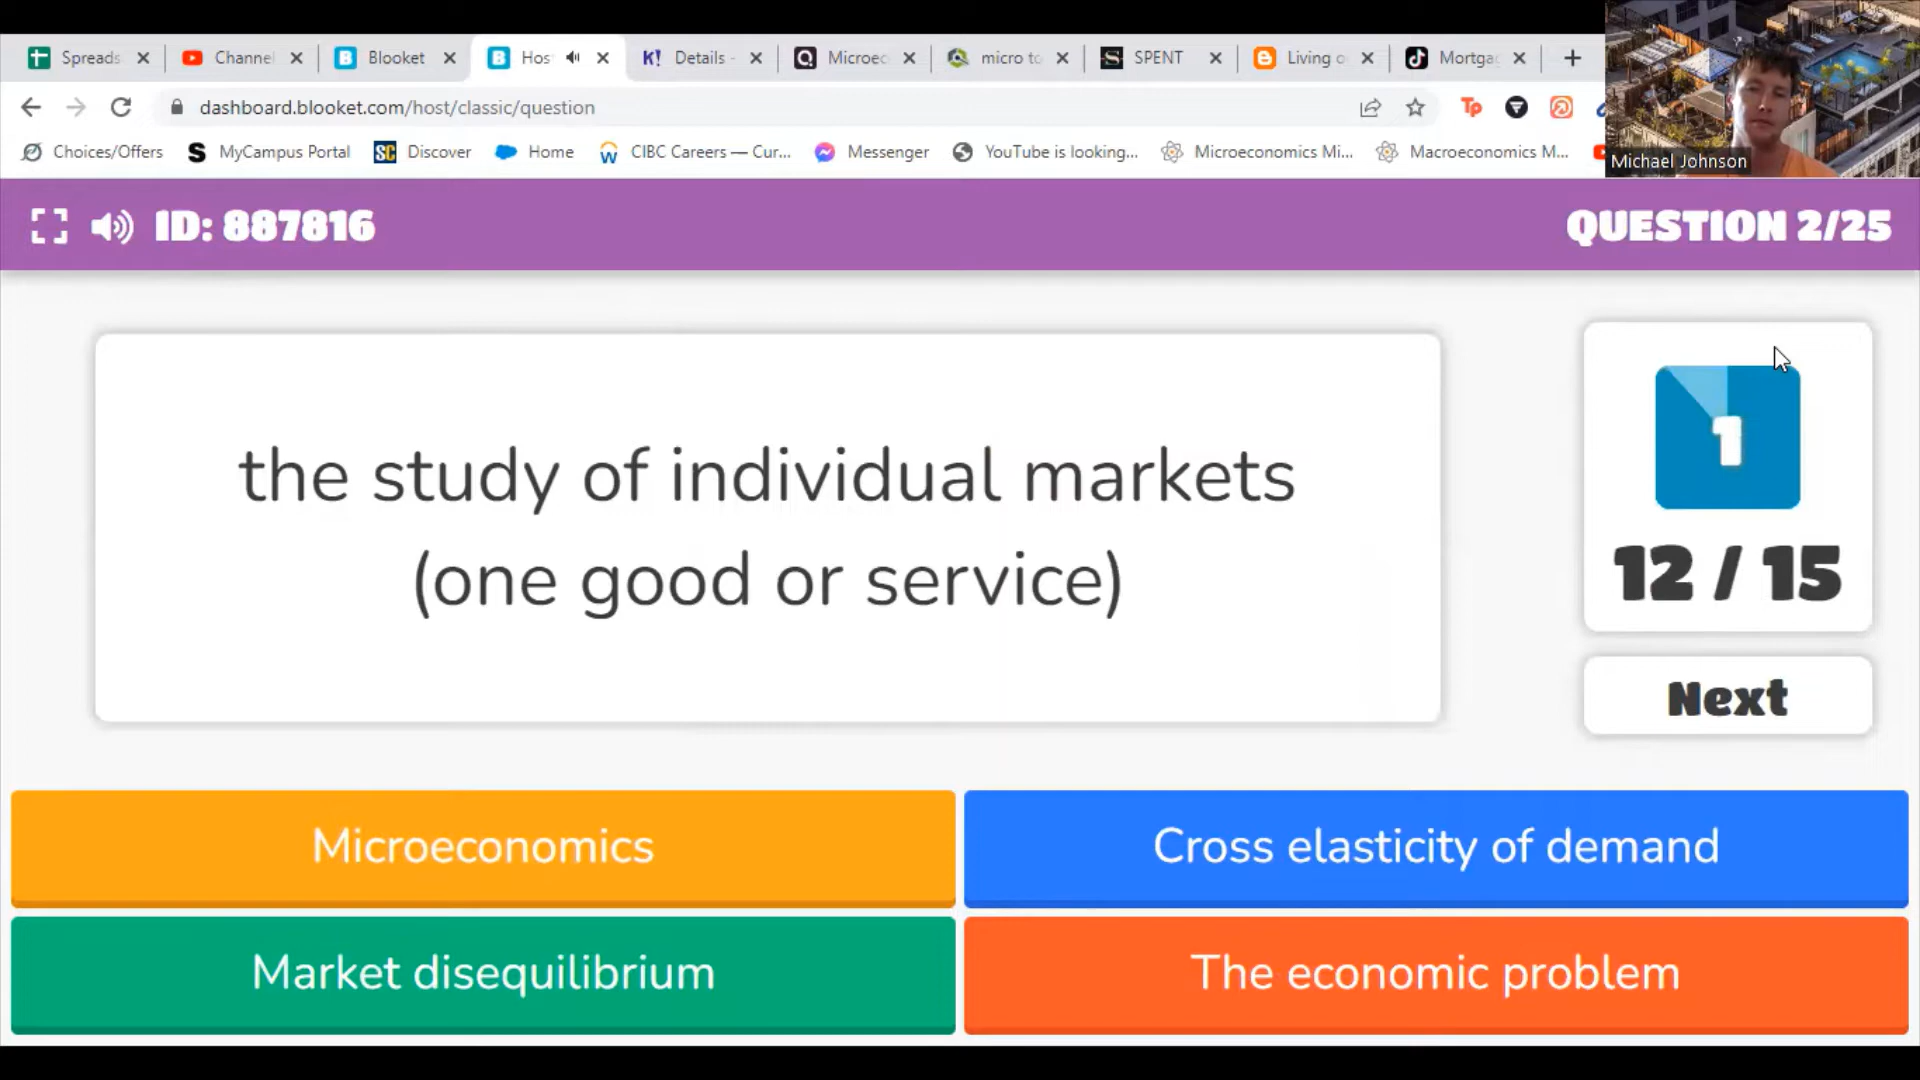 Spreads
Channel
Blooket
Hos
K! Details -
Microec
micro to
S SPENT
Living o
Mortga
dashboard.blooket.com/host/classic/question
Tp
Choices/Offers
S MyCampus Portal
SC Discover
Home
CIBC Careers — Cur...
Messenger
YouTube is looking...
Microeconomics Mi...
Macroeconomics M...
Michael Johnson
ID: 887816
QUESTION 2/25
the study of individual markets
(one good or service)
1
12 / 15
Next
Microeconomics
Cross elasticity of demand
Market disequilibrium
The economic problem